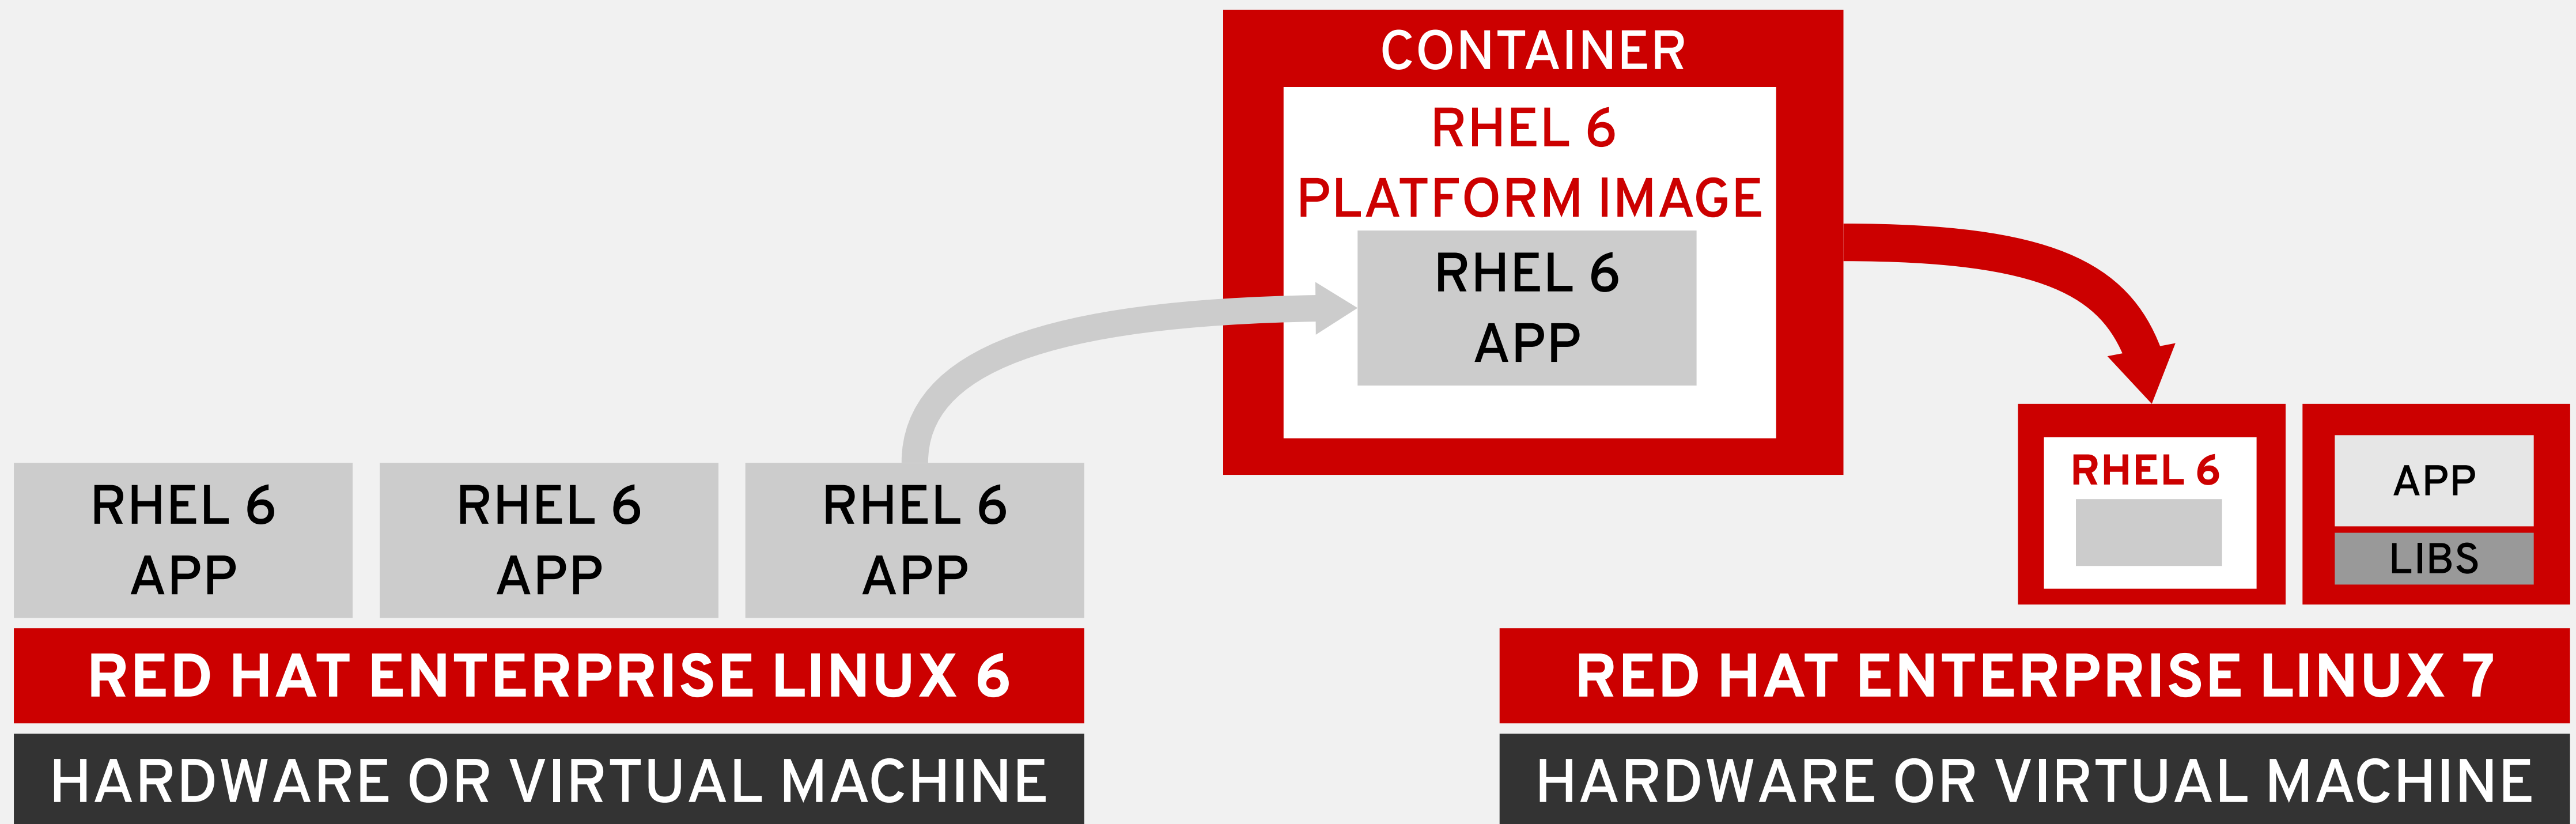 CONTAINER
RHEL 6
PLATFORM IMAGE
RHEL 6
APP
RHEL 6
APP
RHEL 6
APP
RHEL 6
APP
RED HAT ENTERPRISE LINUX 6
HARDWARE OR VIRTUAL MACHINE
RHEL 6
APP
LIBS
RED HAT ENTERPRISE LINUX 7
HARDWARE OR VIRTUAL MACHINE